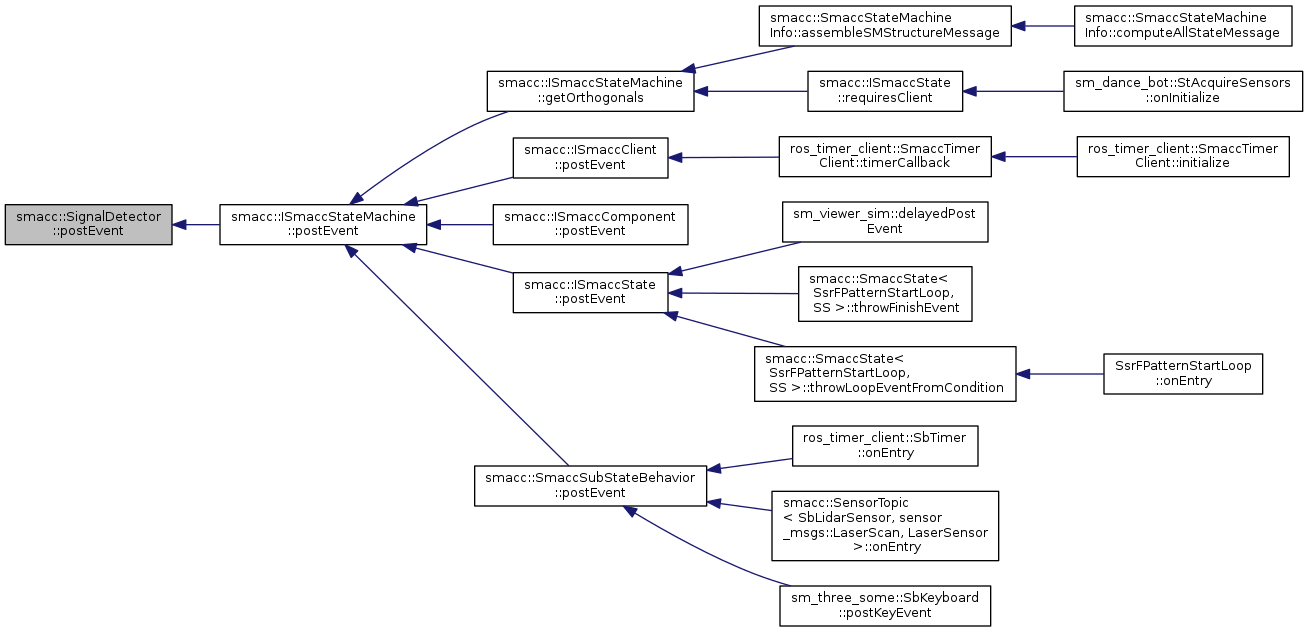 smacc::SmaccStateMachine
Info::assembleSMStructureMessage
smacc::SmaccStateMachine
Info::computeAllStateMessage
smacc::ISmaccStateMachine
::getOrthogonals
smacc::ISmaccState
::requiresClient
sm_dance_bot::StAcquireSensors
::onInitialize
smacc::ISmaccClient
::postEvent
ros_timer_client::SmaccTimer
Client::timerCallback
ros_timer_client::SmaccTimer
Client::initialize
smacc::SignalDetector
::postEvent
smacc::ISmaccStateMachine
::postEvent
smacc::ISmaccComponent
::postEvent
sm_viewer_sim::delayedPost
Event
smacc::ISmaccState
::postEvent
smacc::SmaccState<
SsrFPatternStartLoop,
SS >::throwFinishEvent
smacc::SmaccState<
SsrFPatternStartLoop,
SS >::throwLoopEventFromCondition
SsrFPatternStartLoop
::onEntry
ros_timer_client::SbTimer
::onEntry
smacc::SmaccSubStateBehavior
::postEvent
smacc::SensorTopic
< SbLidarSensor, sensor
_msgs::LaserScan, LaserSensor
>::onEntry
sm_three_some::SbKeyboard
::postKeyEvent